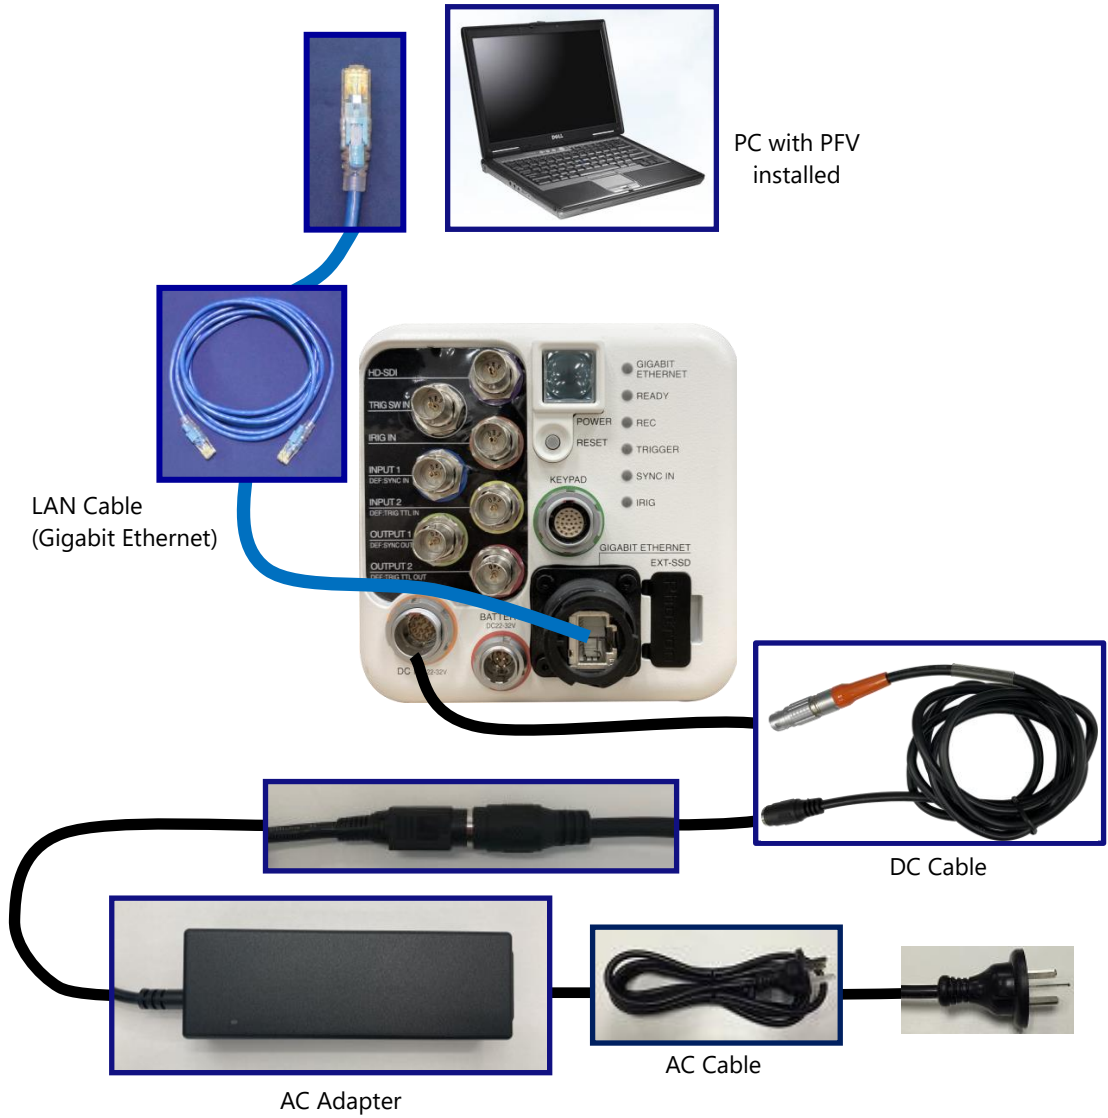 DELL
PC with PFV
installed
LAN Cable
(Gigabit Ethernet)
HD-SDI
TRIG SW IN
IRIG IN
INPUT 1
DEF:SYNC IN
INPUT 2
DEF:TRIG TTL IN
OUTPUT 1
DEF:SYNC OUT
OUTPUT 2
DEF:TRIG TTL OUT
POWER
RESET
KEYPAD
GIGABIT
ETHERNET
READY
REC
TRIGGER
SYNC IN
IRIG
GIGABIT ETHERNET
EXT-SSD
DC22-32V
DC
22-32V
DC Cable
AC Cable
AC Adapter